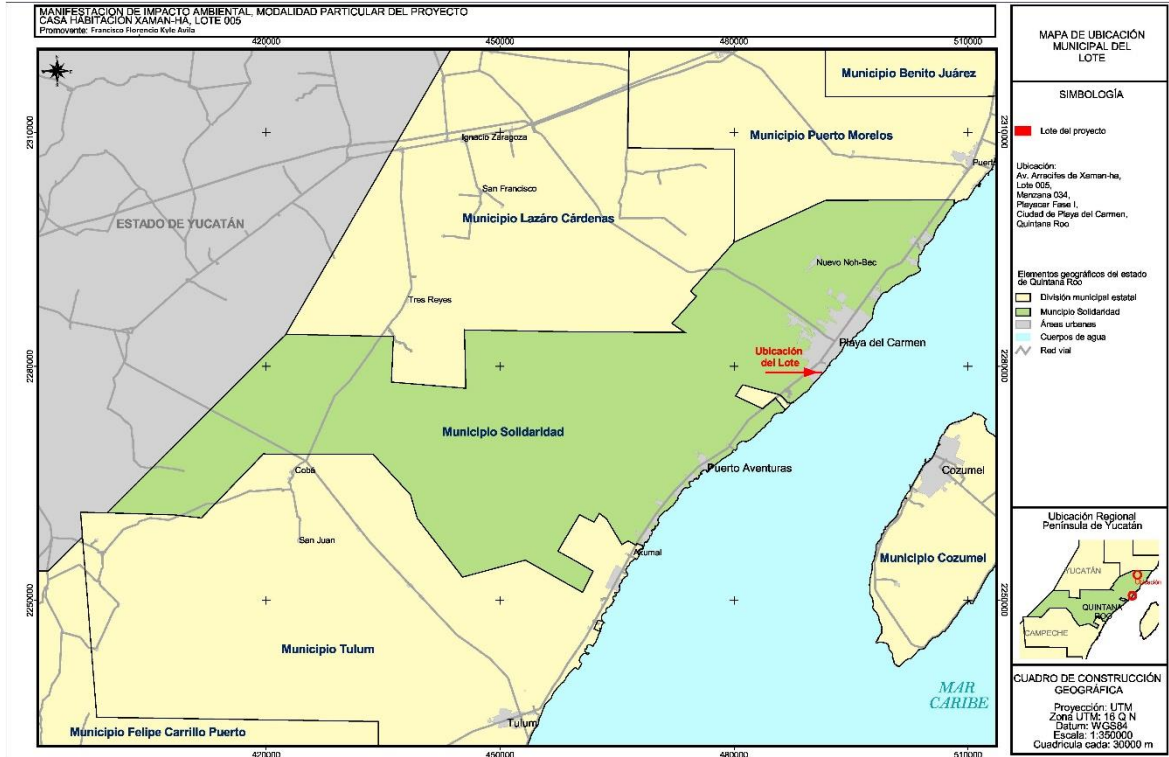 MANIFESTACIÓN DE IMPACTO AMBIENTAL, MODALIDAD PARTICULAR DEL PROYECTO
CASA HABITACIÓN XAMAN-HÁ, LOTE 005
Promovente: Francisco Florencio Kyle Avila
420000 450000 480000 510000
Municipio Benito Juárez
2310000
2310000
Municipio Puerto Morelos
Ignacio Zaragoza
Puerto
San Francisco
Municipio Lazáro Cárdenas
ESTADO DE YUCATÁN
Nuevo Noh-Bec
Tres Reyes
Playa del Carmen
Ubicación
del Lote
2280000
2280000
Municipio Solidaridad
Cobá
Puerto Aventuras
Cozumel
San Juan
Akumal
Municipio Cozumel
2250000
2250000
Municipio Tulum
MAR
CARIBE
Tulum
Municipio Felipe Carrillo Puerto
420000 450000 480000 510000
MAPA DE UBICACIÓN
MUNICIPAL DEL
LOTE
SIMBOLOGÍA
Lote del proyecto
Ubicación:
Av. Arrecifes de Xaman-ha,
Lote 005,
Manzana 034,
Playacar Fase I,
Ciudad de Playa del Carmen,
Quintana Roo
Elementos geográficos del estado
de Quintana Roo
División municipal estatal
Muncipio Solidaridad
Áreas urbanas
Cuerpos de agua
Red vial
Ubicación Regional
Península de Yucatán
YUCATÁN
Ubicación
QUINTANA
ROO
CAMPECHE
CUADRO DE CONSTRUCCIÓN
GEOGRÁFICA
Proyección: UTM
Zona UTM: 16 Q N
Datum: WGS84
Escala: 1:350000
Cuadrícula cada: 30000 m